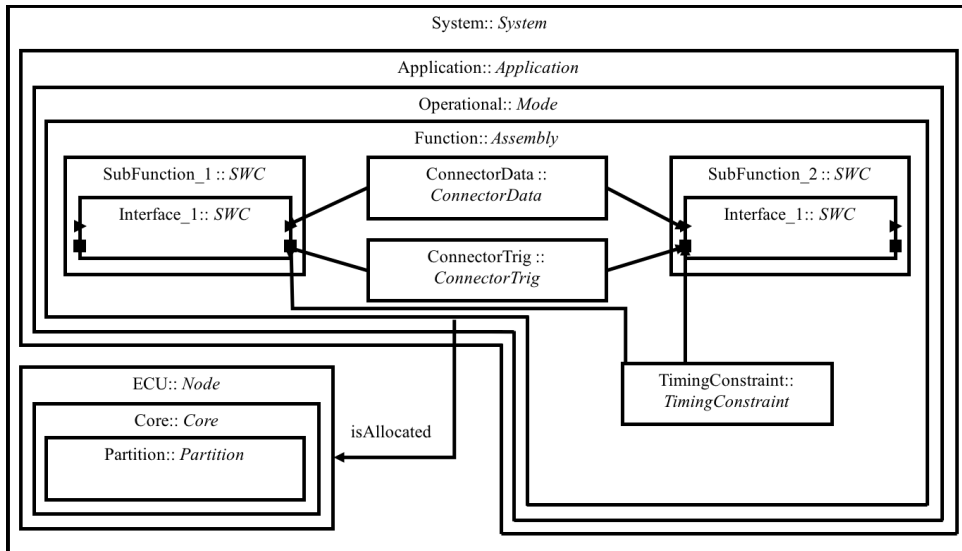 System:: System
Application:: Application
Operational:: Mode
Function:: Assembly
SubFunction_1 :: SWC
ConnectorData ::
ConnectorData
SubFunction_2 :: SWC
Interface_1:: SWC
Interface_1:: SWC
ConnectorTrig ::
ConnectorTrig
ECU:: Node
TimingConstraint::
TimingConstraint
Core:: Core
isAllocated
Partition:: Partition